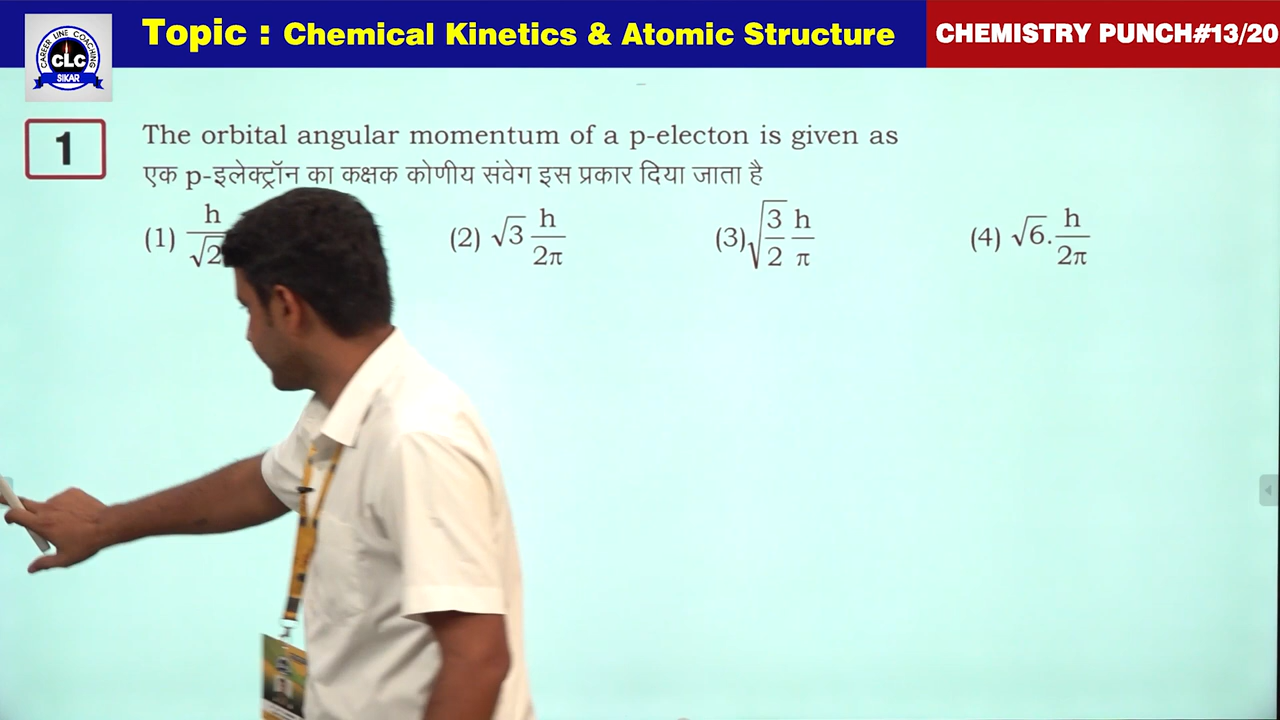 Topic : Chemical Kinetics & Atomic Structure
CHEMISTRY PUNCH#13/20
CAREER LINE COACHING
CLC
SIKAR
1
The orbital angular momentum of a p-electon is given as
एक p-इलेक्ट्रॉन का कक्षक कोणीय संवेग इस प्रकार दिया जाता है
(1) h/√2 (2) √3 h/2π (3) √(3/2) h/π (4) √6. h/2π